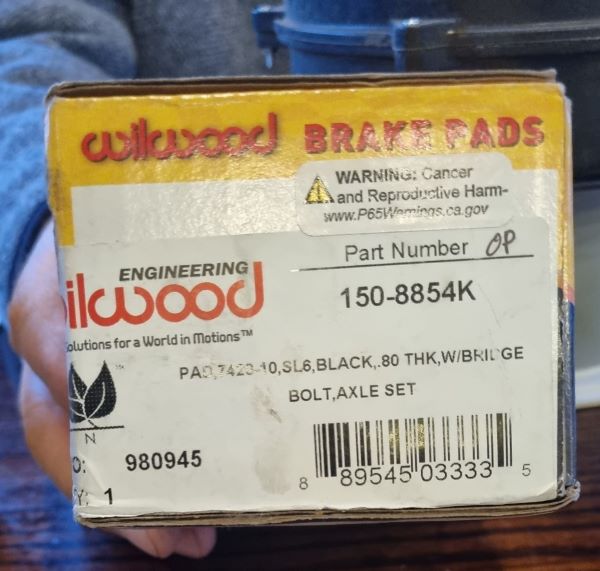 wilwood BRAKE PADS
WARNING: Cancer
and Reproductive Harm-
www.P65Warnings.ca.gov
ENGINEERING
ilwood
Solutions for a World in Motions™
Part Number OP
150-8854K
PAD,7423-10,SL6,BLACK,.80 THK,W/BRIDGE
BOLT,AXLE SET
N
O: 980945
Y: 1
8 89545 03333 5